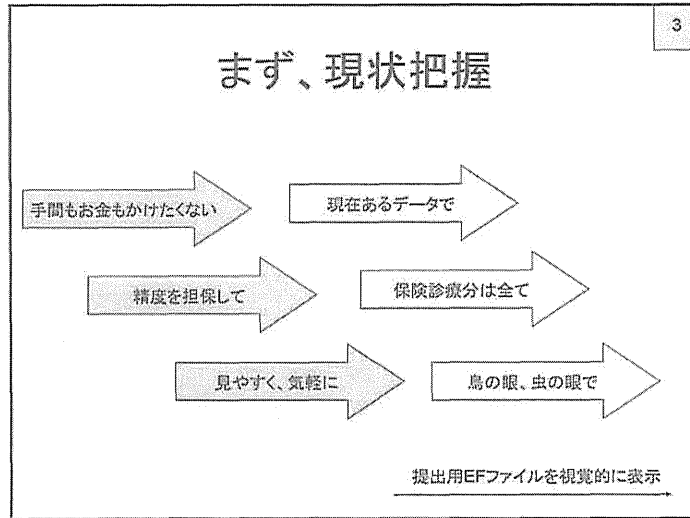 3
まず、現状把握
手間もお金もかけたくない
現在あるデータで
精度を担保して
保険診療分は全て
見やすく、気軽に
鳥の眼、虫の眼で
提出用EFファイルを視覚的に表示